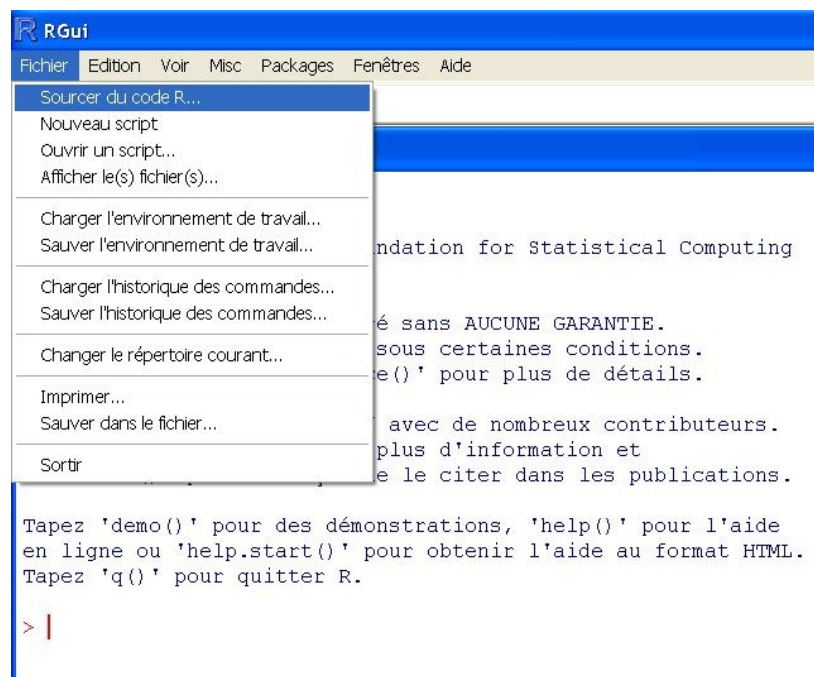 RGui
Fichier Edition Voir Misc Packages Fenêtres Aide
Sourcer du code R...
Nouveau script
Ouvrir un script...
Afficher le(s) fichier(s)...
Charger l'environnement de travail...
Sauver l'environnement de travail...
Charger l'historique des commandes...
Sauver l'historique des commandes...
Changer le répertoire courant...
Imprimer...
Sauver dans le fichier...
Sortir
ndation for Statistical Computing
é sans AUCUNE GARANTIE.
sous certaines conditions.
e()' pour plus de détails.
avec de nombreux contributeurs.
plus d'information et
e le citer dans les publications.
Tapez 'demo()' pour des démonstrations, 'help()' pour l'aide
en ligne ou 'help.start()' pour obtenir l'aide au format HTML.
Tapez 'q()' pour quitter R.
>